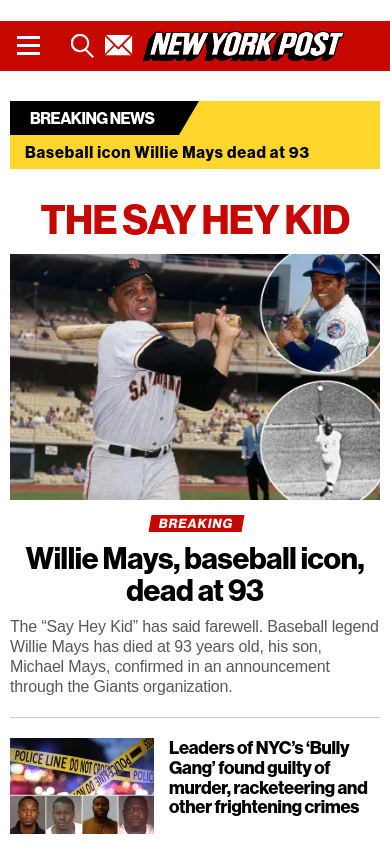 NEW YORK POST
BREAKING NEWS
Baseball icon Willie Mays dead at 93
THE SAY HEY KID
SAN
BREAKING
Willie Mays, baseball icon,
dead at 93
The “Say Hey Kid” has said farewell. Baseball legend
Willie Mays has died at 93 years old, his son,
Michael Mays, confirmed in an announcement
through the Giants organization.
POLICE LINE DO NOT CROSS
POLICE LINE
POLIC
Leaders of NYC’s ‘Bully
Gang’ found guilty of
murder, racketeering and
other frightening crimes